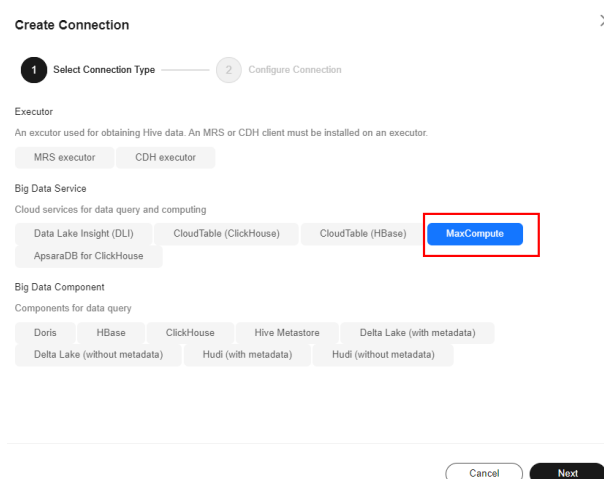 Create Connection
1 Select Connection Type 2 Configure Connection
Executor
An excutor used for obtaining Hive data. An MRS or CDH client must be installed on an executor.
MRS executor CDH executor
Big Data Service
Cloud services for data query and computing
Data Lake Insight (DLI) CloudTable (ClickHouse) CloudTable (HBase) MaxCompute
ApsaraDB for ClickHouse
Big Data Component
Components for data query
Doris HBase ClickHouse Hive Metastore Delta Lake (with metadata)
Delta Lake (without metadata) Hudi (with metadata) Hudi (without metadata)
Cancel Next